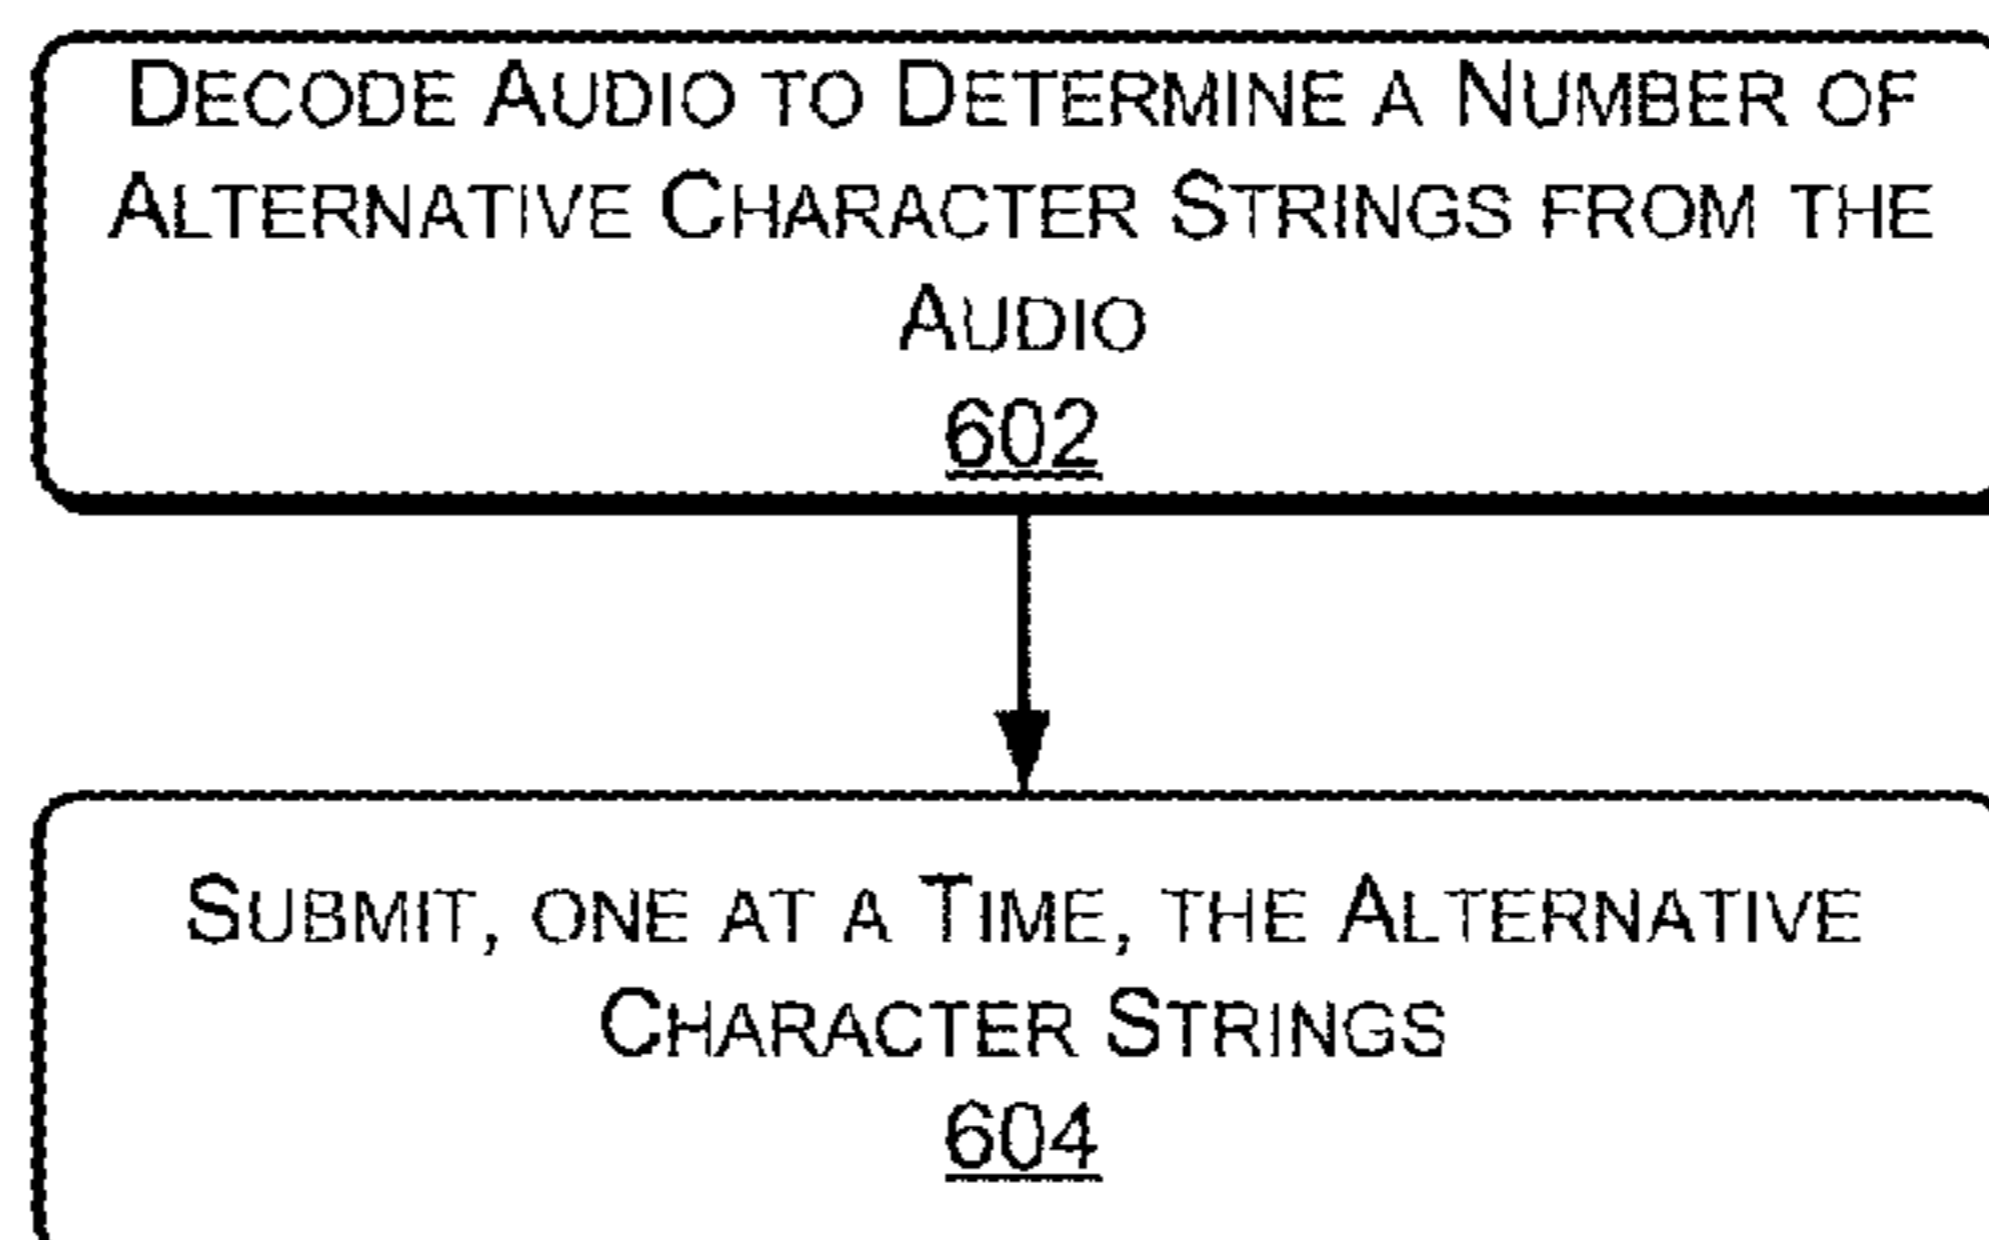 DECODE AUDIO TO DETERMINE A NUMBER OF
ALTERNATIVE CHARACTER STRINGS FROM THE
AUDIO
602
SUBMIT, ONE AT A TIME, THE ALTERNATIVE
CHARACTER STRINGS
604